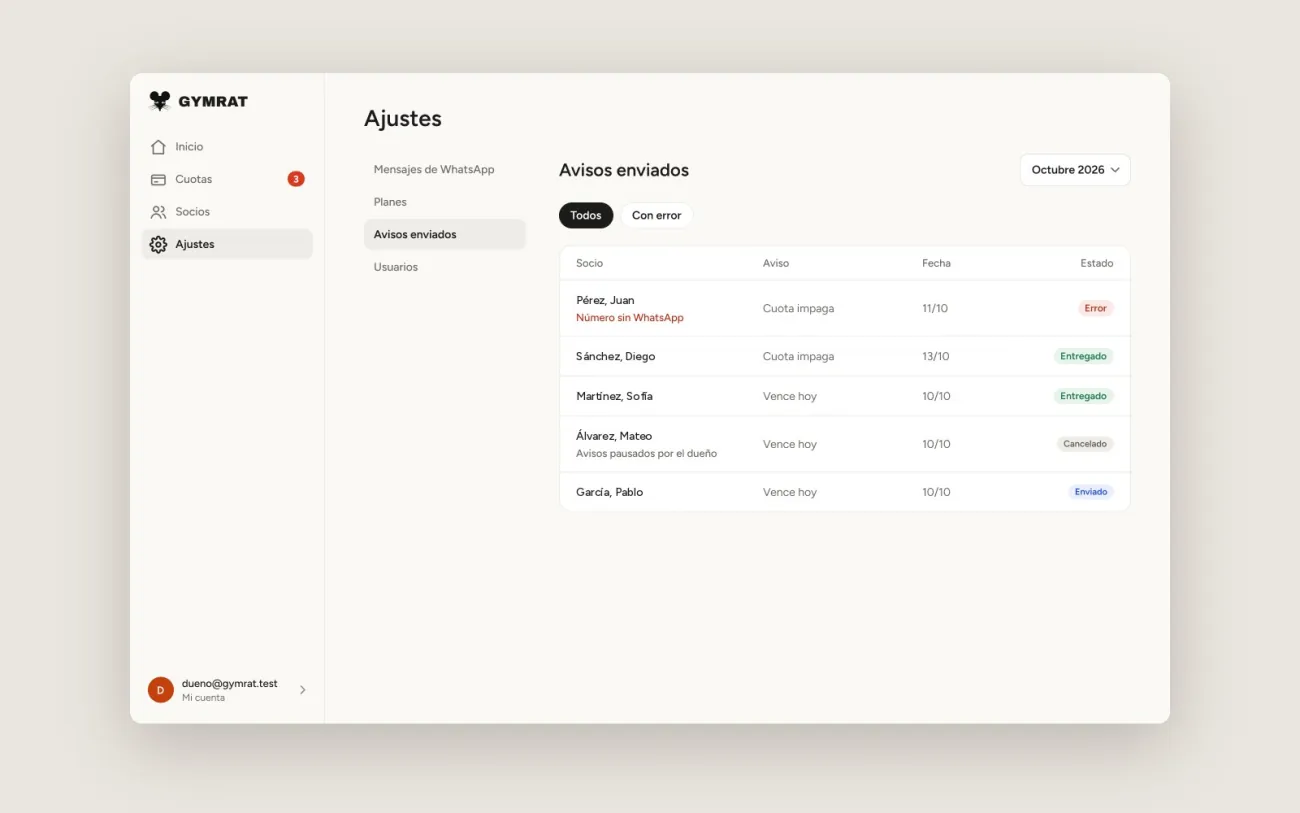 GYMRAT
Inicio
Cuotas 3
Socios
Ajustes
dueno@gymrat.test
Mi cuenta
D
Ajustes
Mensajes de WhatsApp
Planes
Avisos enviados
Usuarios
Avisos enviados
Octubre 2026
Todos Con error
Socio Aviso Fecha Estado
Pérez, Juan
Número sin WhatsApp
Cuota impaga 11/10 Error
Sánchez, Diego Cuota impaga 13/10 Entregado
Martínez, Sofía Vence hoy 10/10 Entregado
Álvarez, Mateo
Avisos pausados por el dueño
Vence hoy 10/10 Cancelado
García, Pablo Vence hoy 10/10 Enviado